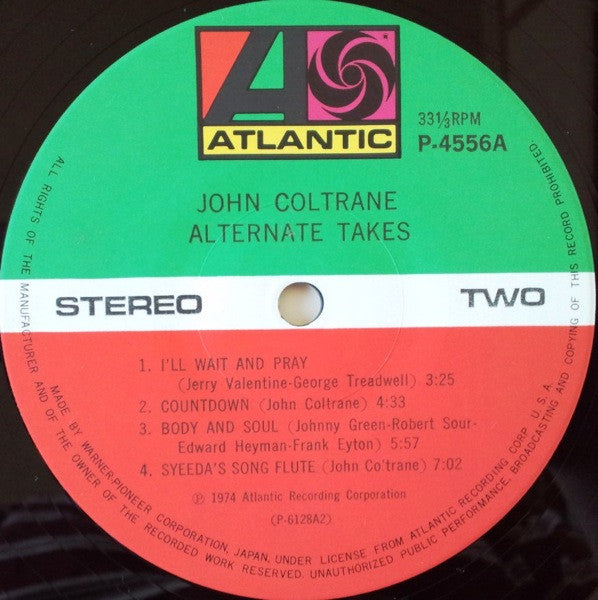 ATLANTIC
33⅓RPM
P-4556A
JOHN COLTRANE
ALTERNATE TAKES
STEREO
TWO
1. I'LL WAIT AND PRAY
(Jerry Valentine-George Treadwell) 3:25
2. COUNTDOWN (John Coltrane) 4:33
3. BODY AND SOUL (Johnny Green-Robert Sour-
Edward Heyman-Frank Eyton) 5:57
4. SYEEDA'S SONG FLUTE (John Co'trane) 7:02
Ⓟ 1974 Atlantic Recording Corporation
(P-6128A2)
MADE BY WARNER-PIONEER CORPORATION, JAPAN, UNDER LICENSE FROM ATLANTIC RECORDING CORP. U.S.A.
ALL RIGHTS OF THE MANUFACTURER AND OF THE OWNER OF THE RECORDED WORK RESERVED. UNAUTHORIZED PUBLIC PERFORMANCE, BROADCASTING AND COPYING OF THIS RECORD PROHIBITED.